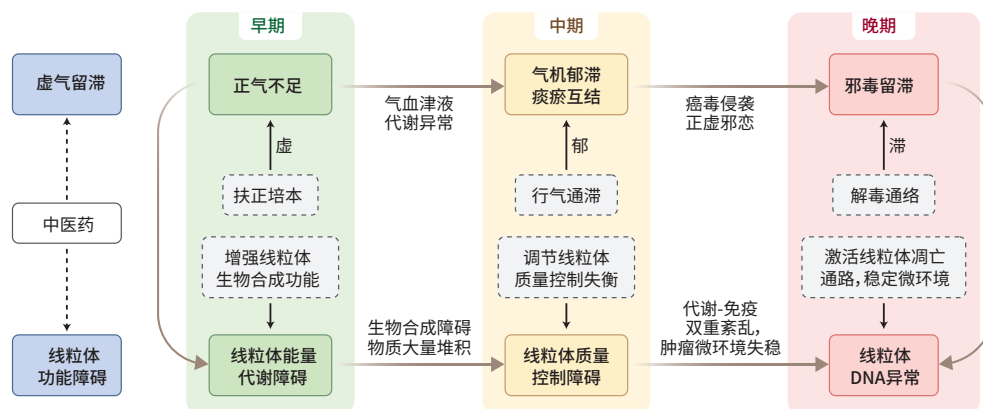 早期
中期
晚期
虚气留滞
正气不足
气血津液
代谢异常
气机郁滞
痰瘀互结
癌毒侵袭
正虚邪恋
邪毒留滞
虚
郁
滞
扶正培本
行气通滞
解毒通络
中医药
增强线粒体
生物合成功能
调节线粒体
质量控制失衡
激活线粒体凋亡
通路，稳定微环境
线粒体
功能障碍
线粒体能量
代谢障碍
生物合成障碍
物质大量堆积
线粒体质量
控制障碍
代谢-免疫
双重紊乱，
肿瘤微环境失稳
线粒体
DNA异常